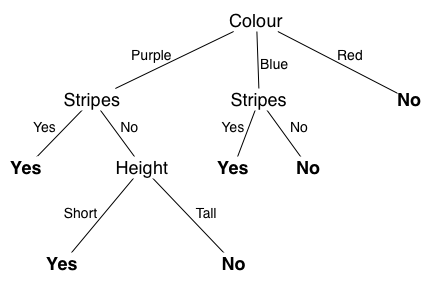 Colour
Purple Blue Red
Stripes Stripes No
Yes No Yes No
Yes Height Yes No
Short Tall
Yes No